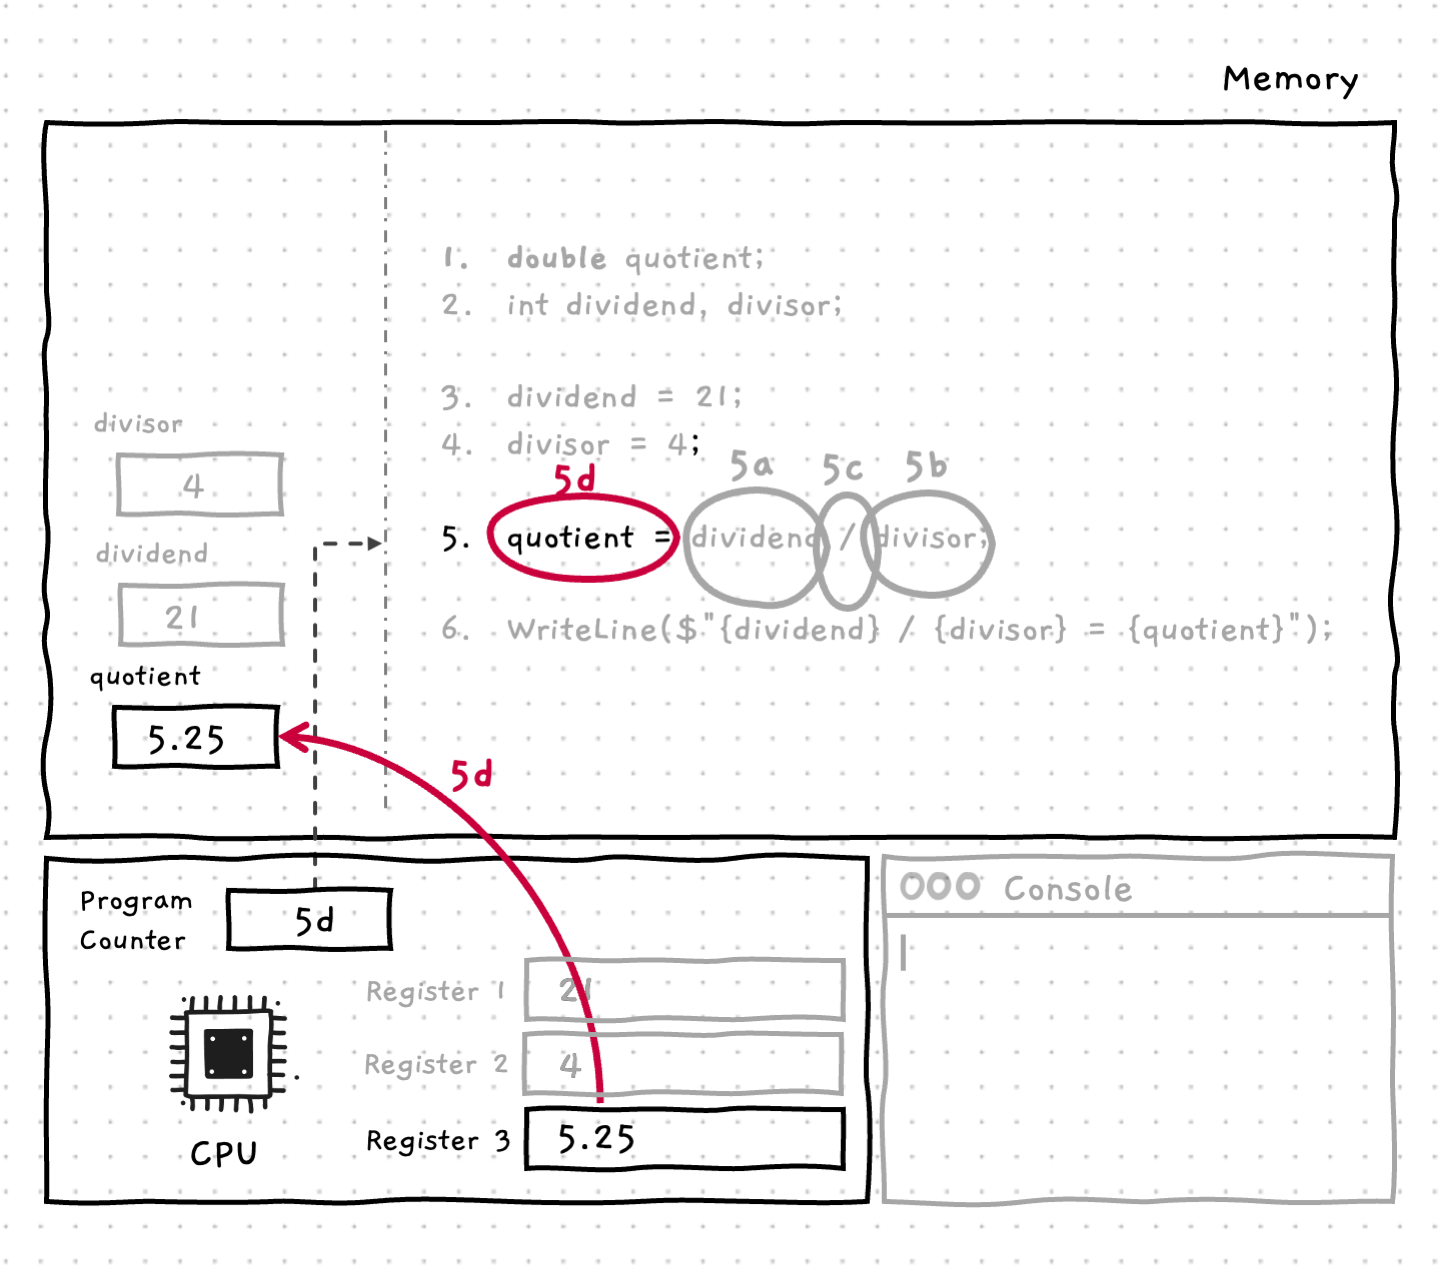 Memory
1. double quotient;
2. int dividend, divisor;
3. dividend = 21;
4. divisor = 4;
5d 5a 5c 5b
5. quotient = dividend / divisor;
6. WriteLine($"{dividend} / {divisor} = {quotient}");
divisor
4
dividend
21
quotient
5.25
5d
Program
Counter
5d
CPU
Register 1 21
Register 2 4
Register 3 5.25
Console